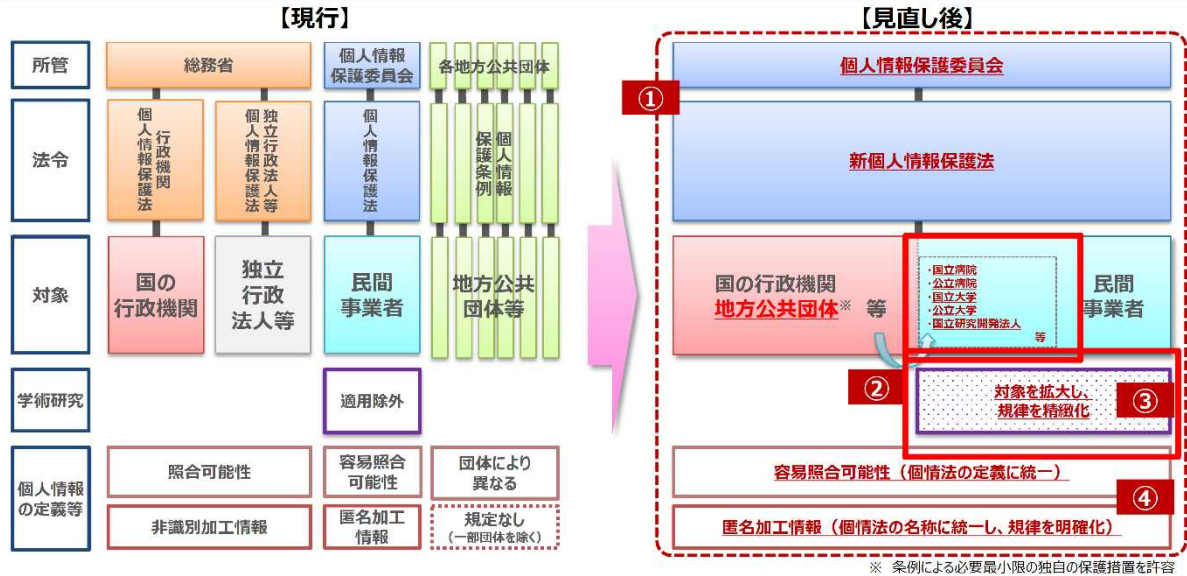 【現行】
【見直し後】
所管
総務省
個人情報
保護委員会
各地方公共団体
個人情報保護委員会
①
法令
行政機関
個人情報保護法
独立行政法人等
個人情報保護法
個人情報保護法
個人情報
保護条例
新個人情報保護法
対象
国の
行政機関
独立
行政
法人等
民間
事業者
地方公共
団体等
国の行政機関
地方公共団体※ 等
・国立病院
・公立病院
・国立大学
・公立大学
・国立研究開発法人
等
民間
事業者
②
学術研究
適用除外
対象を拡大し、
規律を精緻化
③
個人情報
の定義等
照合可能性
容易照合
可能性
団体により
異なる
容易照合可能性（個情法の定義に統一）
④
非識別加工情報
匿名加工
情報
規定なし
（一部団体を除く）
匿名加工情報（個情法の名称に統一し、規律を明確化）
※ 条例による必要最小限の独自の保護措置を許容